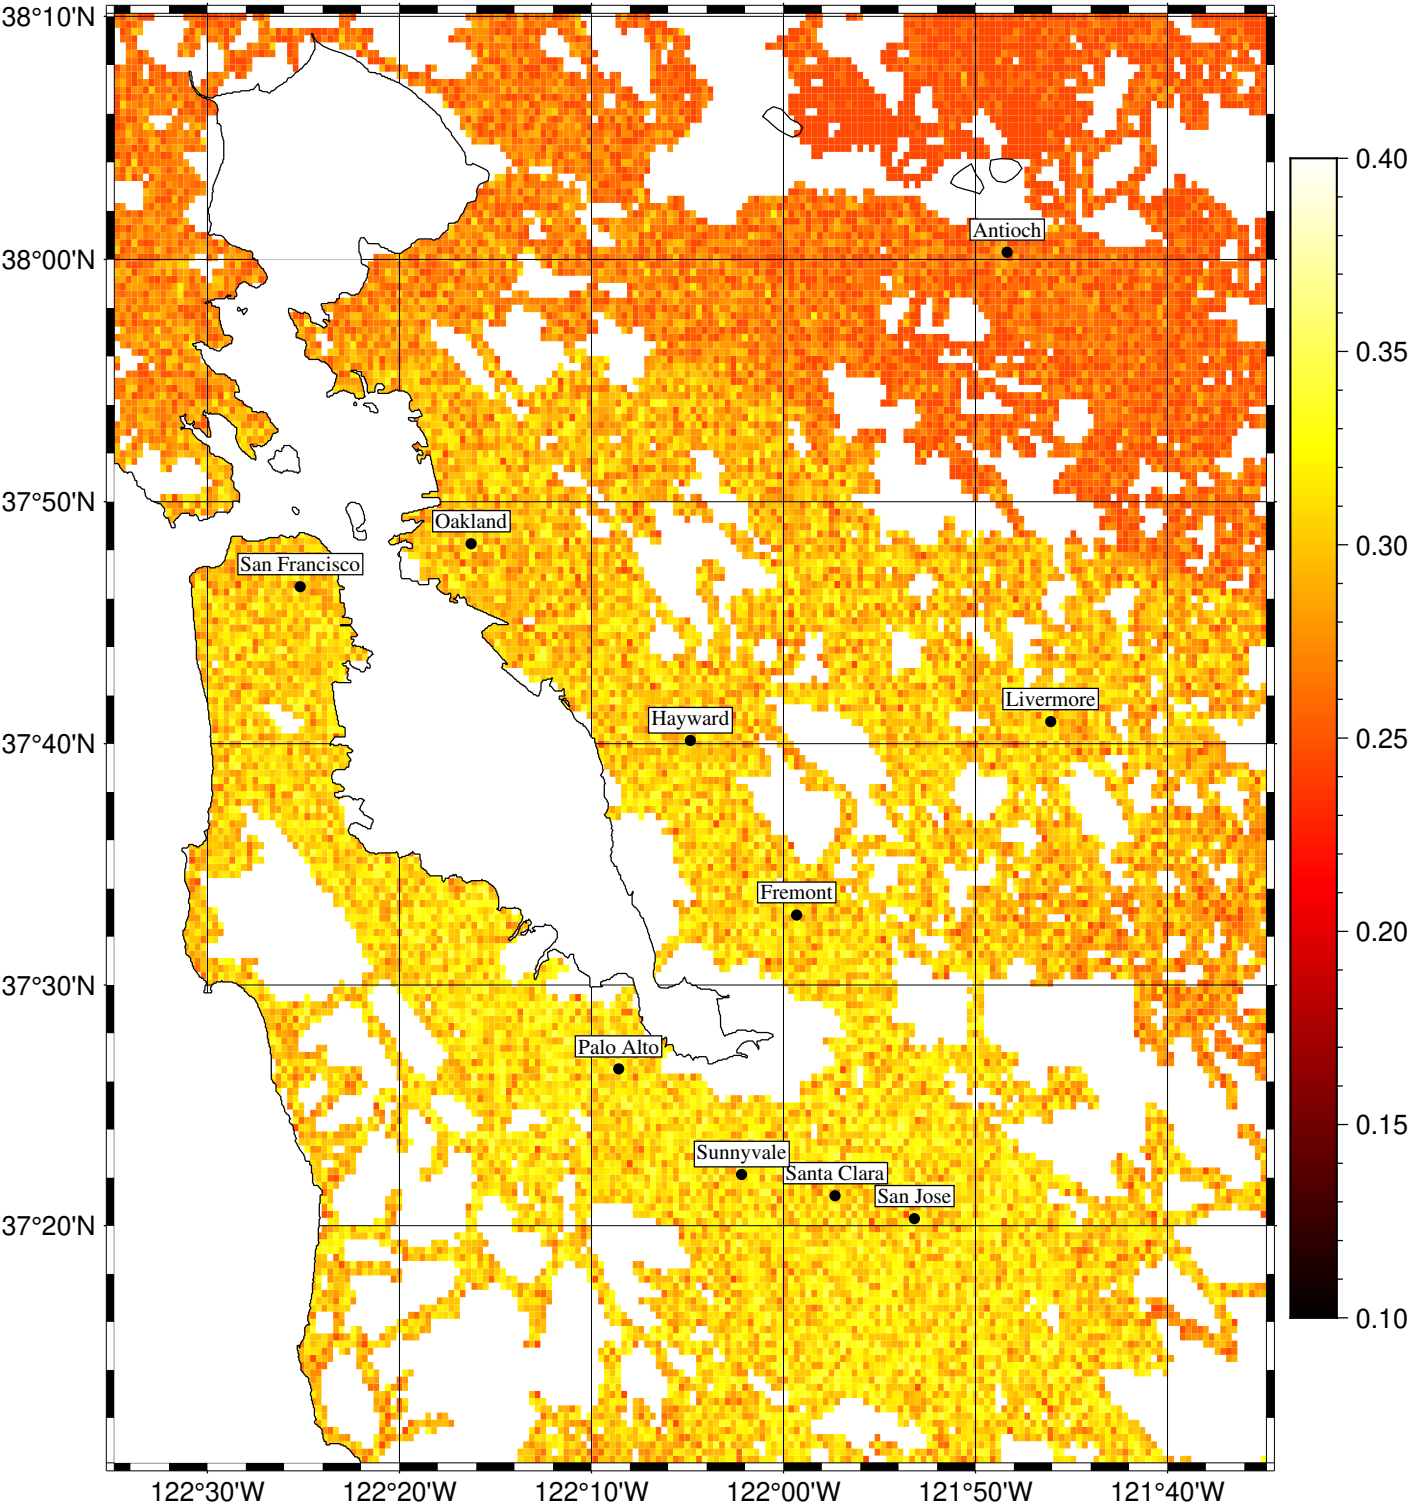 38°10'N
0.40
Antioch
38°00'N
0.35
37°50'N
Oakland
0.30
San Francisco
Livermore
Hayward
37°40'N
0.25
Fremont
0.20
37°30'N
Palo Alto
0.15
Sunnyvale
Santa Clara
San Jose
37°20'N
0.10
122°30'W 122°20'W 122°10'W 122°00'W 121°50'W 121°40'W